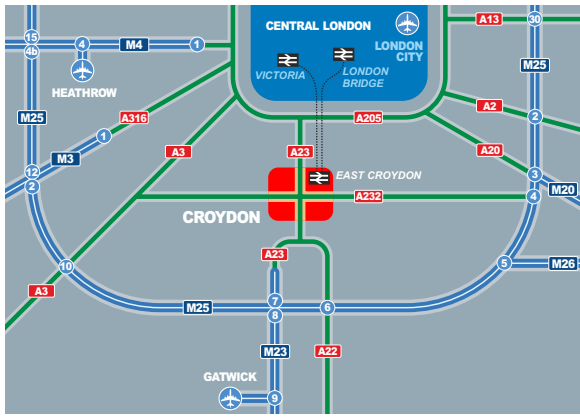 CENTRAL LONDON
A13
30
15
4b
4
M4
1
LONDON
CITY
VICTORIA
LONDON
BRIDGE
M25
HEATHROW
M25
A316
A205
A2
2
1
M3
A3
A23
A20
12
2
EAST CROYDON
3
M20
4
A232
CROYDON
A23
10
5
M26
A3
M25
7
8
6
M23
A22
GATWICK
9